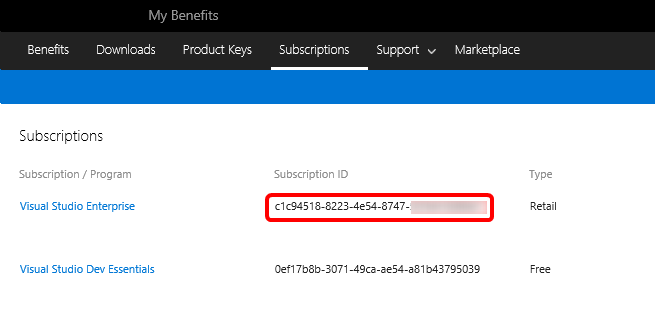 My Benefits
Benefits Downloads Product Keys Subscriptions Support Marketplace
Subscriptions
Subscription / Program Subscription ID Type
Visual Studio Enterprise c1c94518-8223-4e54-8747- Retail
Visual Studio Dev Essentials 0ef17b8b-3071-49ca-ae54-a81b43795039 Free